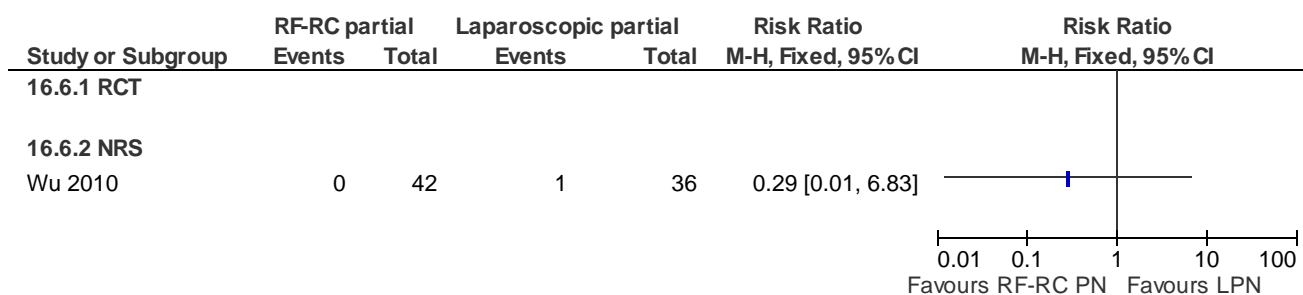 RF-RC partial Laparoscopic partial Risk Ratio Risk Ratio
Study or Subgroup Events Total Events Total M-H, Fixed, 95% CI M-H, Fixed, 95% CI
16.6.1 RCT
16.6.2 NRS
Wu 2010 0 42 1 36 0.29 [0.01, 6.83]
0.01 0.1 1 10 100
Favours RF-RC PN Favours LPN